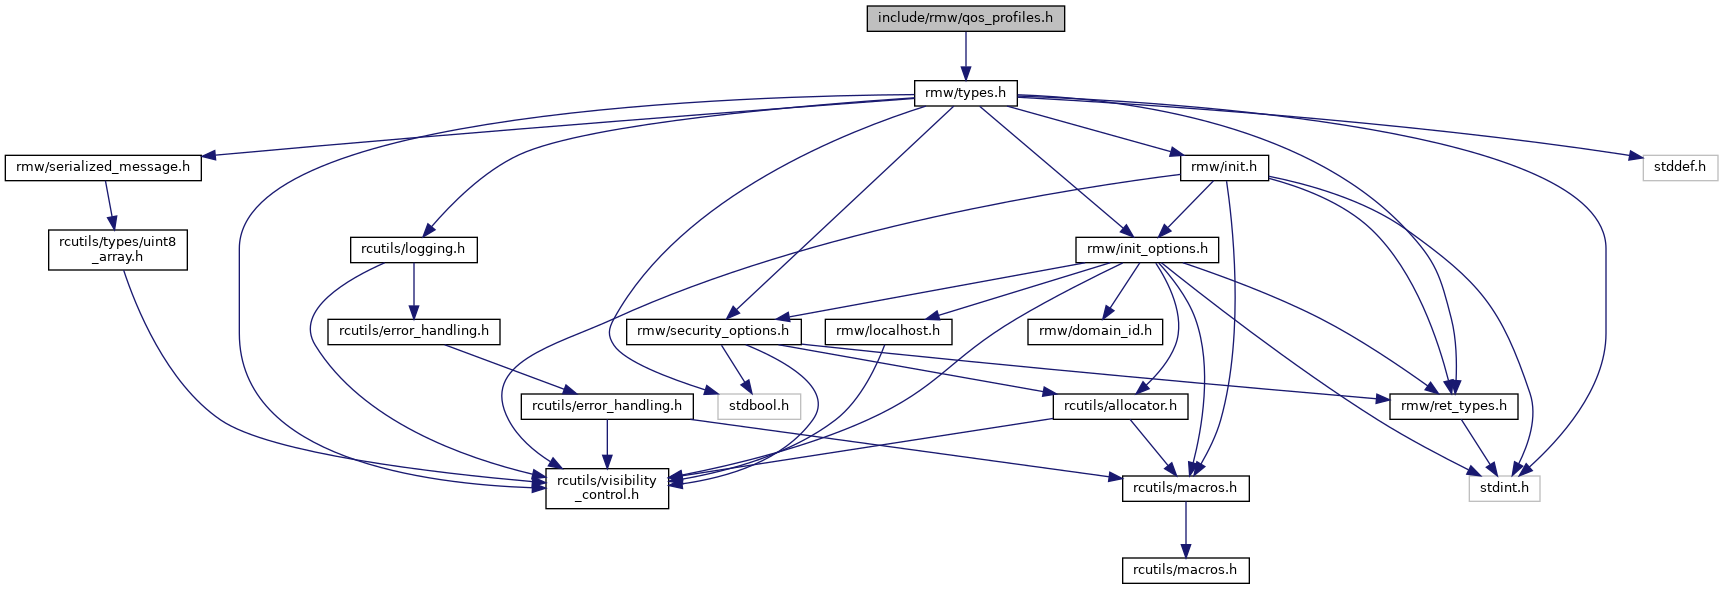 include/rmw/qos_profiles.h
rmw/types.h
rmw/serialized_message.h
rmw/init.h
stddef.h
rcutils/types/uint8
_array.h
rcutils/logging.h
rmw/init_options.h
rcutils/error_handling.h
rmw/security_options.h
rmw/localhost.h
rmw/domain_id.h
rcutils/error_handling.h
stdbool.h
rcutils/allocator.h
rmw/ret_types.h
rcutils/visibility
_control.h
rcutils/macros.h
stdint.h
rcutils/macros.h